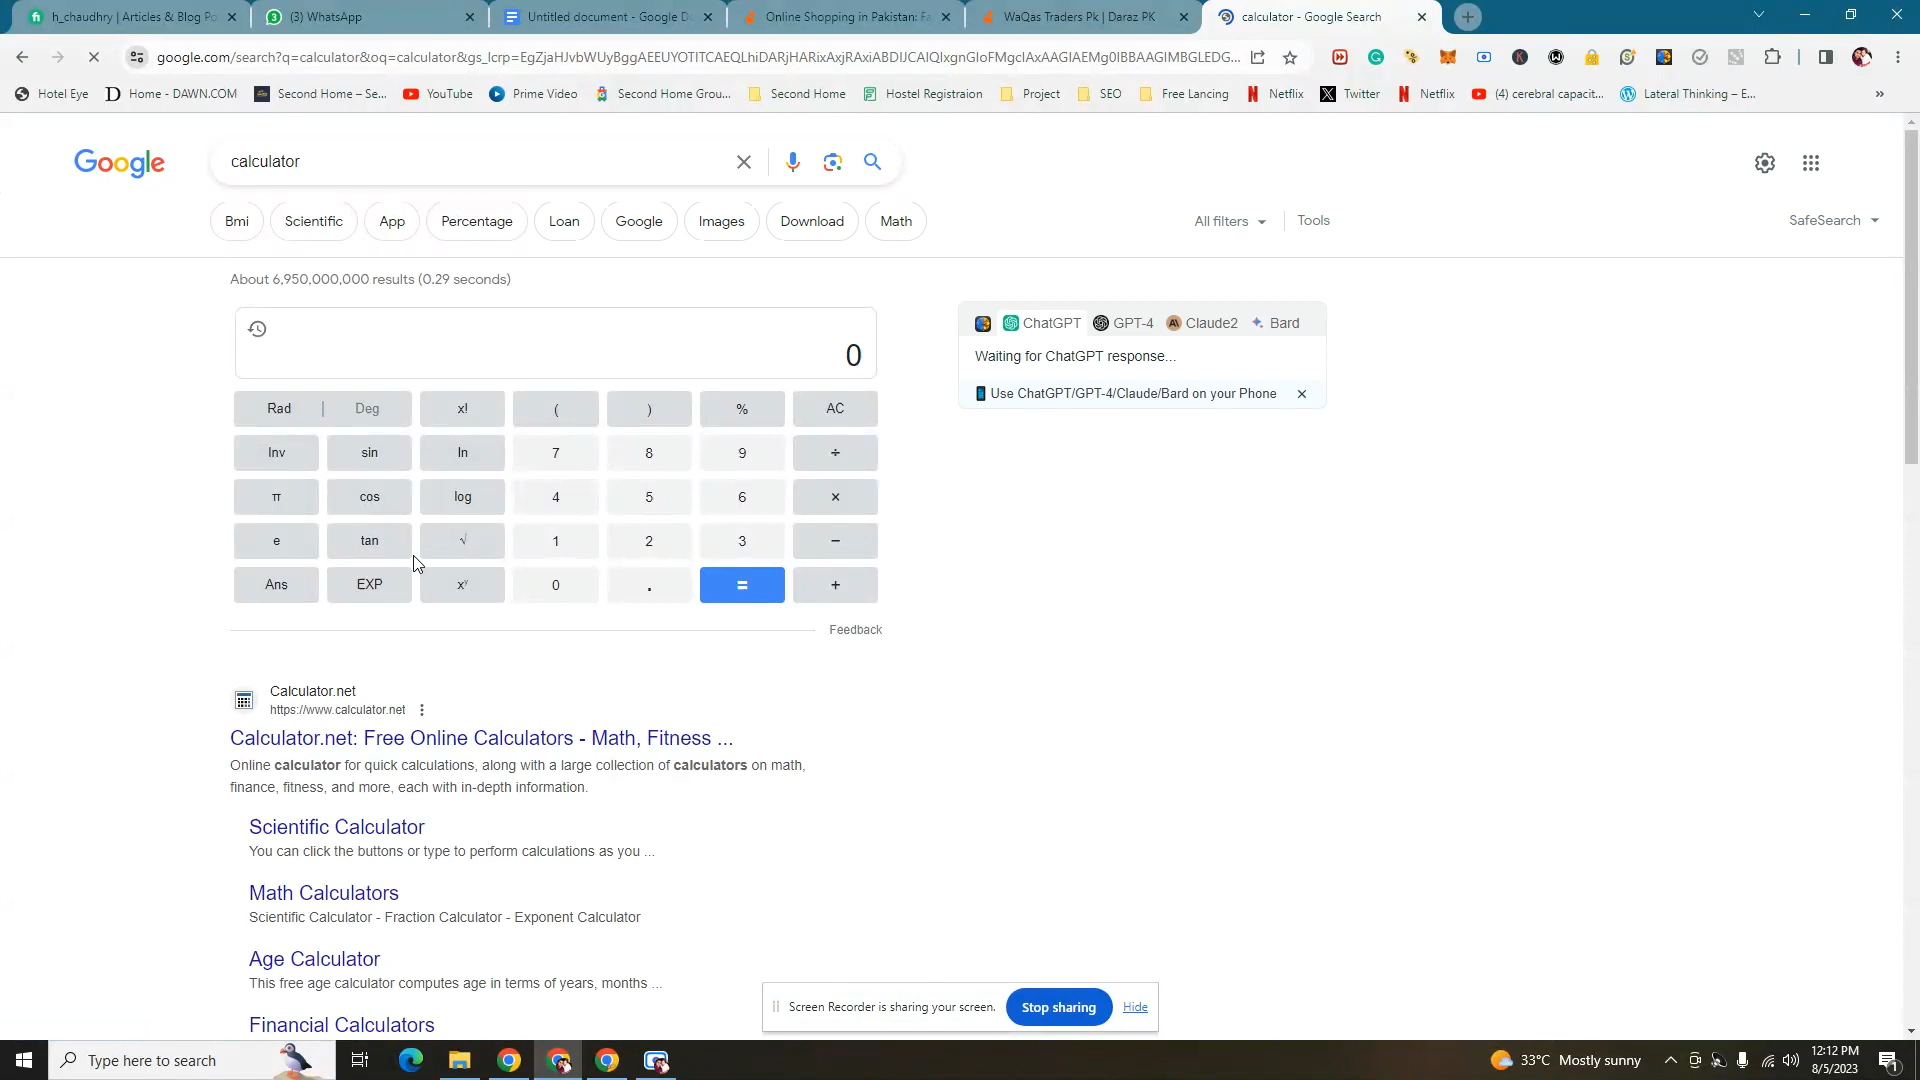 h_chaudhry | Articles & Blog Po
(3) WhatsApp
Untitled document - Google D
Online Shopping in Pakistan: Fa
WaQas Traders Pk | Daraz PK
calculator - Google Search
google.com/search?q=calculator&oq=calculator&gs_lcrp=EgZjaHJvbWUyBggAEEUYOTITCAEQLhiDARjHARixAxjRAxiABDIJCAIQIxgnGIoFMgcIAxAAGIAEMg0IBBAAGIMBGLEDG...
Hotel Eye
Home - DAWN.COM
Second Home – Se...
YouTube
Prime Video
Second Home Grou...
Second Home
Hostel Registraion
Project
SEO
Free Lancing
Netflix
Twitter
Netflix
(4) cerebral capacit...
Lateral Thinking – E...
Google
calculator
Bmi
Scientific
App
Percentage
Loan
Google
Images
Download
Math
All filters
Tools
SafeSearch
About 6,950,000,000 results (0.29 seconds)
0
ChatGPT GPT-4 Claude2 Bard
Waiting for ChatGPT response...
Use ChatGPT/GPT-4/Claude/Bard on your Phone
Rad | Deg x! ( ) % AC
Inv sin ln 7 8 9 ÷
π cos log 4 5 6 ×
e tan √ 1 2 3 −
Ans EXP xʸ 0 . = +
Feedback
Calculator.net
https://www.calculator.net
Calculator.net: Free Online Calculators - Math, Fitness ...
Online calculator for quick calculations, along with a large collection of calculators on math,
finance, fitness, and more, each with in-depth information.
Scientific Calculator
You can click the buttons or type to perform calculations as you ...
Math Calculators
Scientific Calculator - Fraction Calculator - Exponent Calculator
Age Calculator
This free age calculator computes age in terms of years, months ...
Financial Calculators
Screen Recorder is sharing your screen.
Stop sharing
Hide
Type here to search
33°C Mostly sunny
12:12 PM
8/5/2023
1